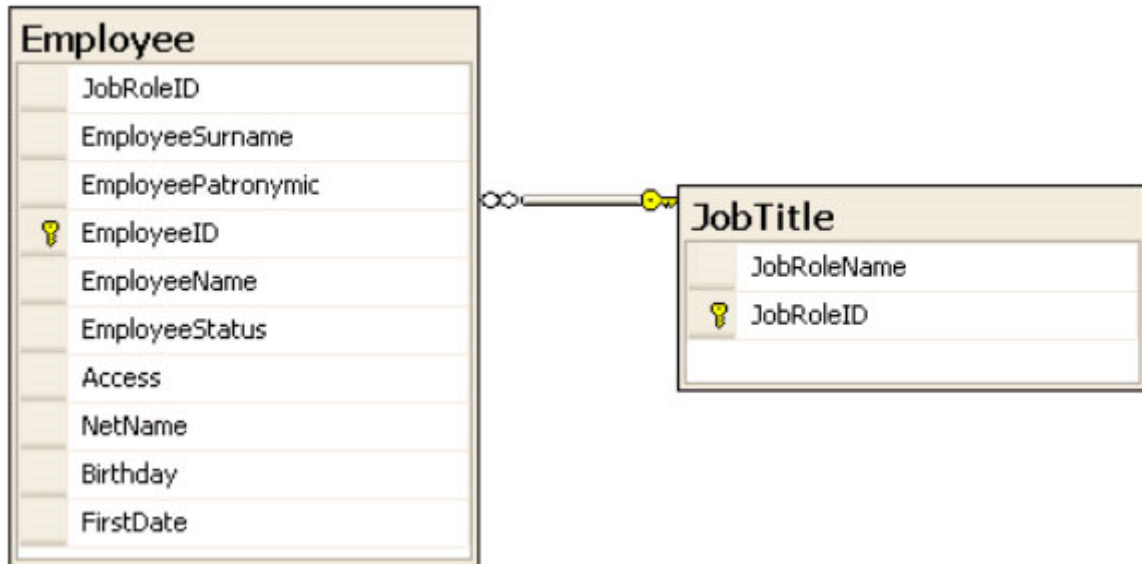 Employee
JobRoleID
EmployeeSurname
EmployeePatronymic
EmployeeID
EmployeeName
EmployeeStatus
Access
NetName
Birthday
FirstDate
JobTitle
JobRoleName
JobRoleID